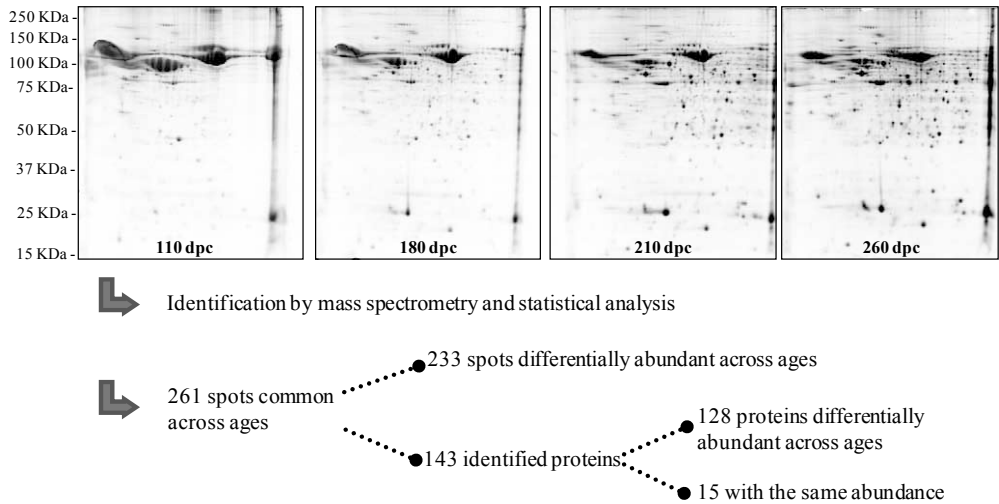 250 KDa -
150 KDa -
100 KDa -
75 KDa-
50 KDa -
37 KDa -
25 KDa -
15 KDa -
110 dpc
180 dpc
210 dpc
260 dpc
Identification by mass spectrometry and statistical analysis
233 spots differentially abundant across ages
261 spots common
across ages
128 proteins differentially
abundant across ages
143 identified proteins
15 with the same abundance